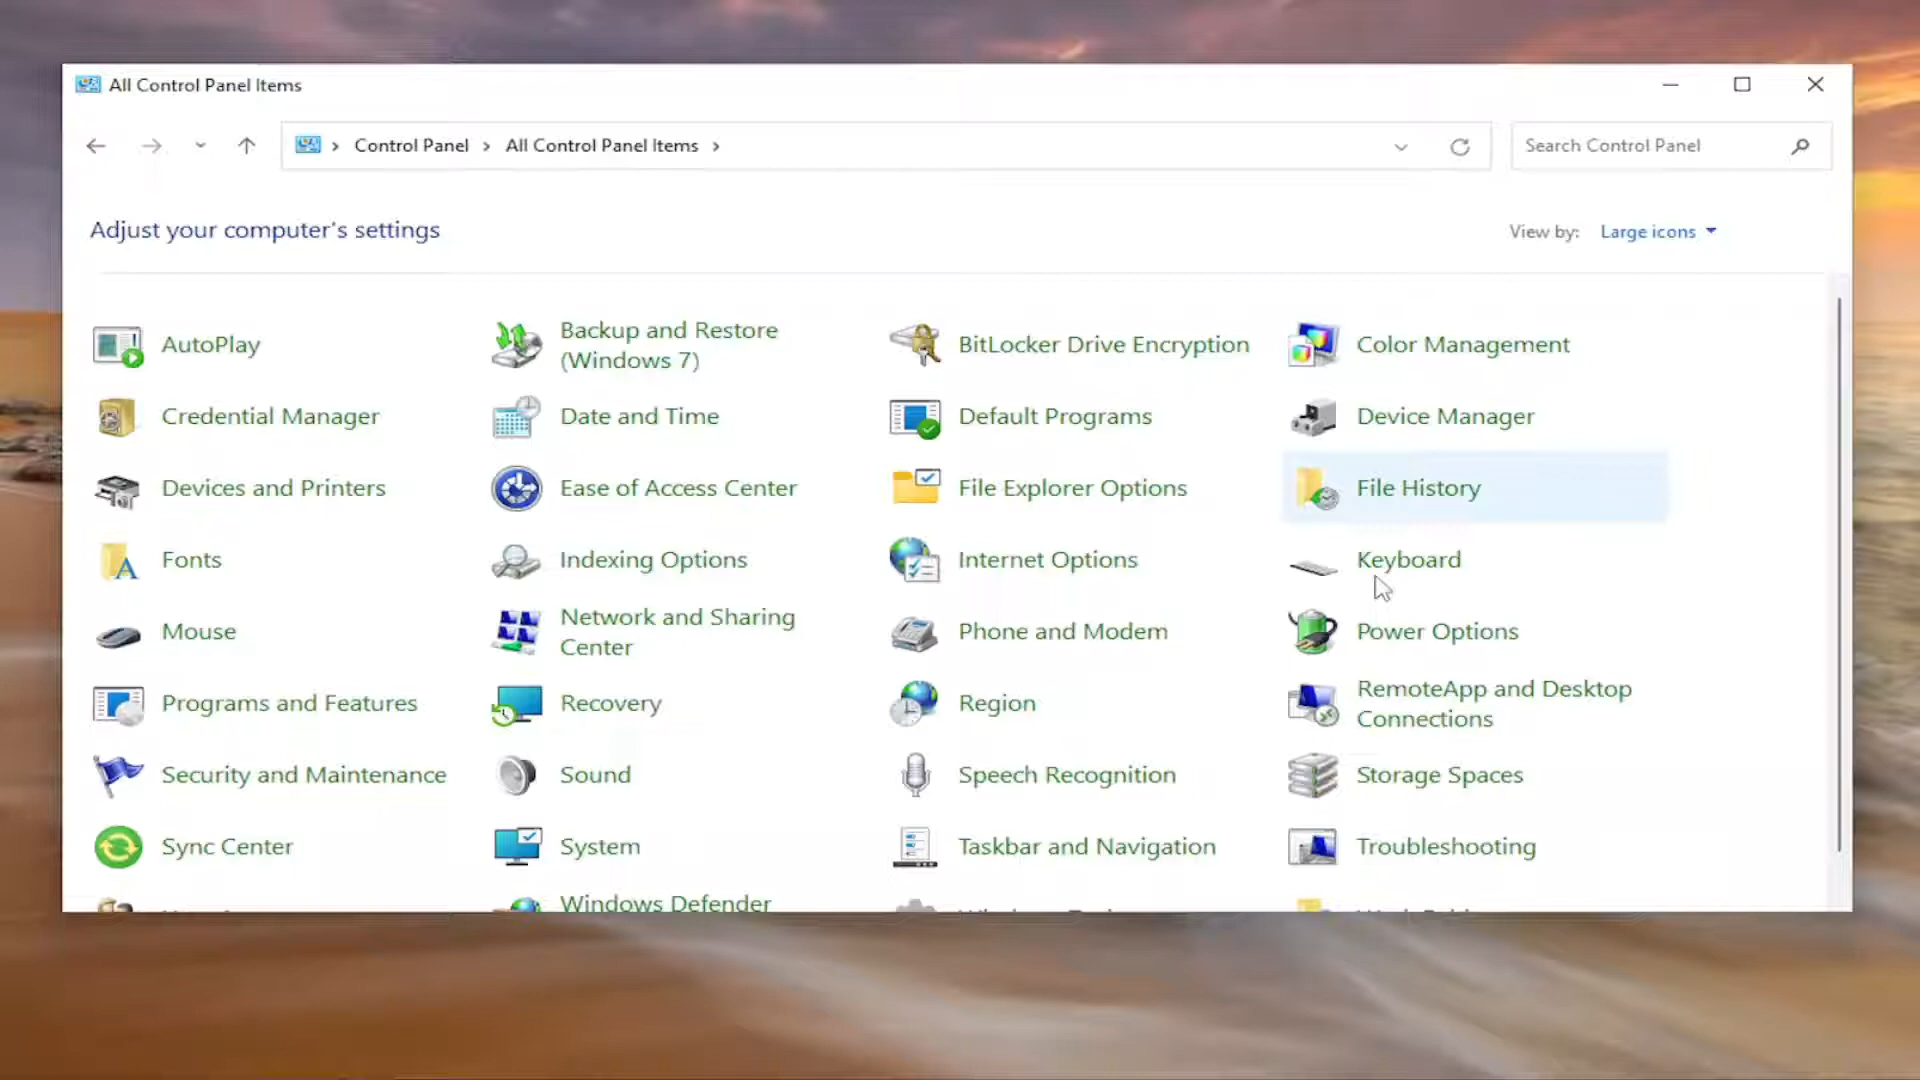 All Control Panel Items
Control Panel All Control Panel Items
Search Control Panel
Adjust your computer's settings
View by: Large icons
AutoPlay
Backup and Restore
(Windows 7)
BitLocker Drive Encryption
Color Management
Credential Manager
Date and Time
Default Programs
Device Manager
Devices and Printers
Ease of Access Center
File Explorer Options
File History
Fonts
Indexing Options
Internet Options
Keyboard
Mouse
Network and Sharing
Center
Phone and Modem
Power Options
Programs and Features
Recovery
Region
RemoteApp and Desktop
Connections
Security and Maintenance
Sound
Speech Recognition
Storage Spaces
Sync Center
System
Taskbar and Navigation
Troubleshooting
Windows Defender